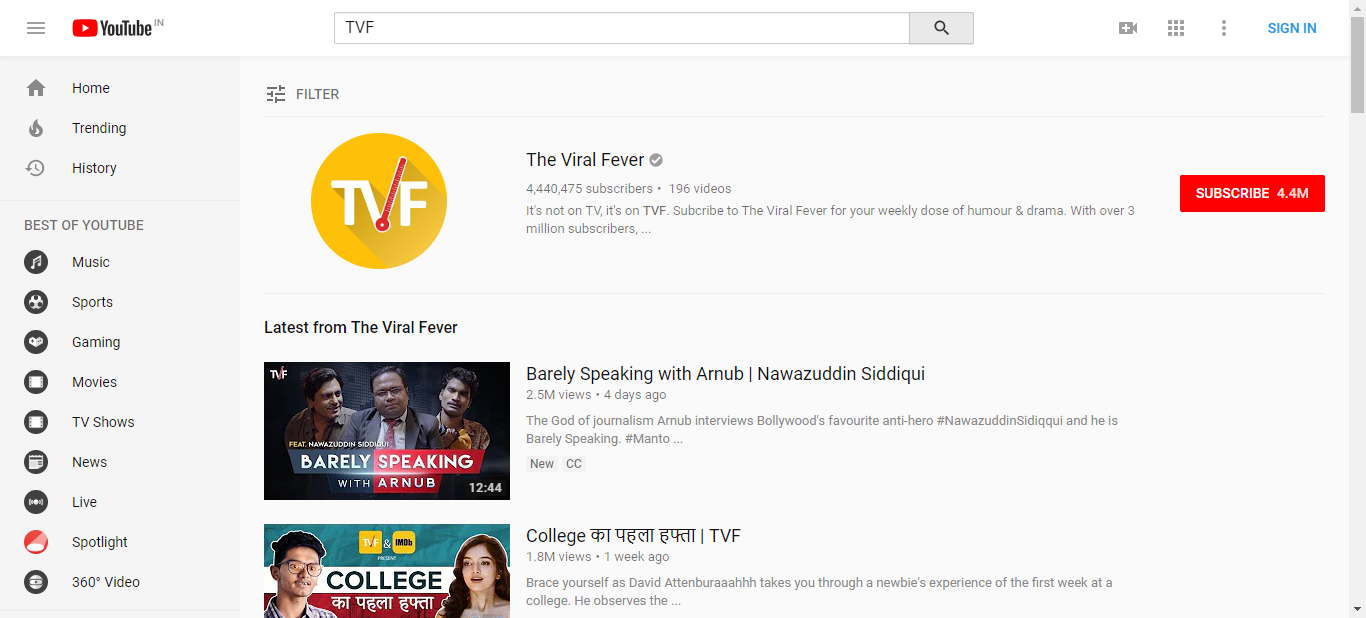 YouTube IN
TVF
SIGN IN
Home
Trending
History
BEST OF YOUTUBE
Music
Sports
Gaming
Movies
TV Shows
News
Live
Spotlight
360° Video
FILTER
TVF
The Viral Fever
4,440,475 subscribers • 196 videos
It's not on TV, it's on TVF. Subcribe to The Viral Fever for your weekly dose of humour & drama. With over 3
million subscribers, ...
SUBSCRIBE 4.4M
Latest from The Viral Fever
TVF
FEAT. NAWAZUDDIN SIDDIQUI
BARELY SPEAKING
WITH ARNUB
12:44
Barely Speaking with Arnub | Nawazuddin Siddiqui
2.5M views • 4 days ago
The God of journalism Arnub interviews Bollywood's favourite anti-hero #NawazuddinSidiqqui and he is
Barely Speaking. #Manto ...
New CC
TVF & IMDb
PRESENT
COLLEGE
का पहला हफ्ता
College का पहला हफ्ता | TVF
1.8M views • 1 week ago
Brace yourself as David Attenburaaahhh takes you through a newbie's experience of the first week at a
college. He observes the ...